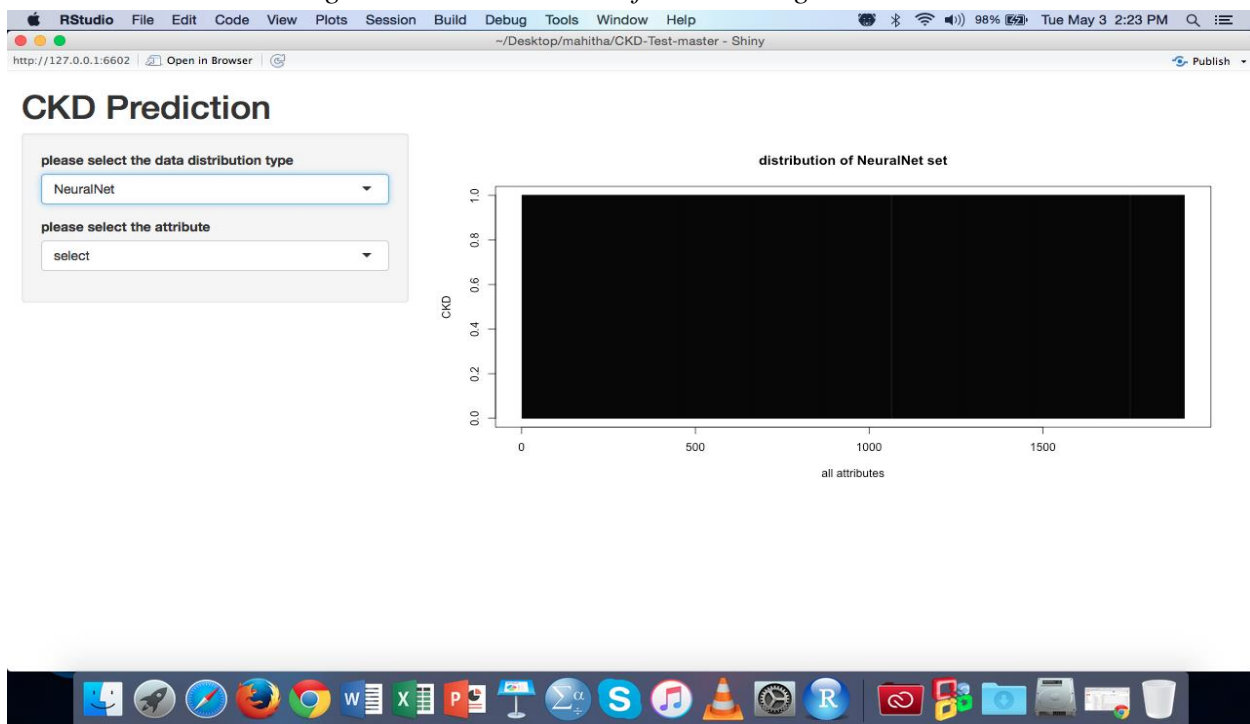 RStudio File Edit Code View Plots Session Build Debug Tools Window Help 98% Tue May 3 2:23 PM
~/Desktop/mahitha/CKD-Test-master - Shiny
http://127.0.0.1:6602 Open in Browser Publish
CKD Prediction
please select the data distribution type
NeuralNet
please select the attribute
select
distribution of NeuralNet set
CKD
1.0
0.8
0.6
0.4
0.2
0.0
0 500 1000 1500
all attributes